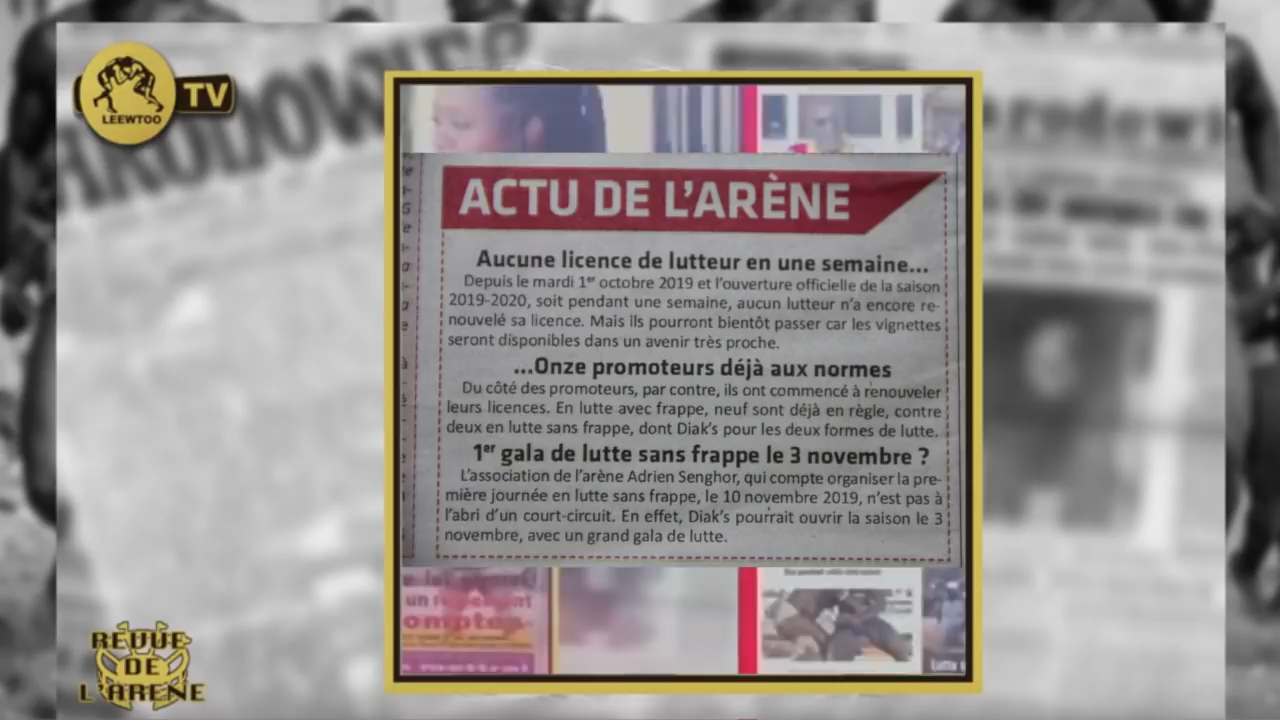 LEEWTOO
TV
ACTU DE L'ARÈNE
Aucune licence de lutteur en une semaine...
Depuis le mardi 1er octobre 2019 et l'ouverture officielle de la saison
2019-2020, soit pendant une semaine, aucun lutteur n'a encore re-
nouvelé sa licence. Mais ils pourront bientôt passer car les vignettes
seront disponibles dans un avenir très proche.
...Onze promoteurs déjà aux normes
Du côté des promoteurs, par contre, ils ont commencé à renouveler
leurs licences. En lutte avec frappe, neuf sont déjà en règle, contre
deux en lutte sans frappe, dont Diak's pour les deux formes de lutte.
1er gala de lutte sans frappe le 3 novembre ?
L'association de l'arène Adrien Senghor, qui compte organiser la pre-
mière journée en lutte sans frappe, le 10 novembre 2019, n'est pas à
l'abri d'un court-circuit. En effet, Diak's pourrait ouvrir la saison le 3
novembre, avec un grand gala de lutte.
REVUE
DE
L'ARENE